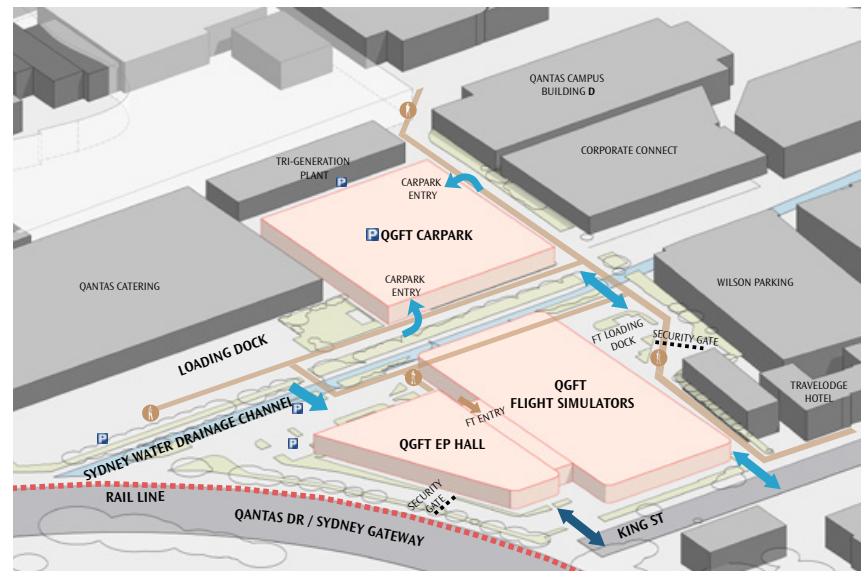 QANTAS CAMPUS
BUILDING D
CORPORATE CONNECT
TRI-GENERATION
PLANT
P
CARPARK
ENTRY
P QGFT CARPARK
QANTAS CATERING
CARPARK
ENTRY
WILSON PARKING
FT LOADING
DOCK
SECURITY GATE
LOADING DOCK
QGFT
FLIGHT SIMULATORS
TRAVELODGE
HOTEL
FT ENTRY
P
SYDNEY WATER DRAINAGE CHANNEL
P
P
QGFT EP HALL
SECURITY
GATE
RAIL LINE
QANTAS DR / SYDNEY GATEWAY
KING ST